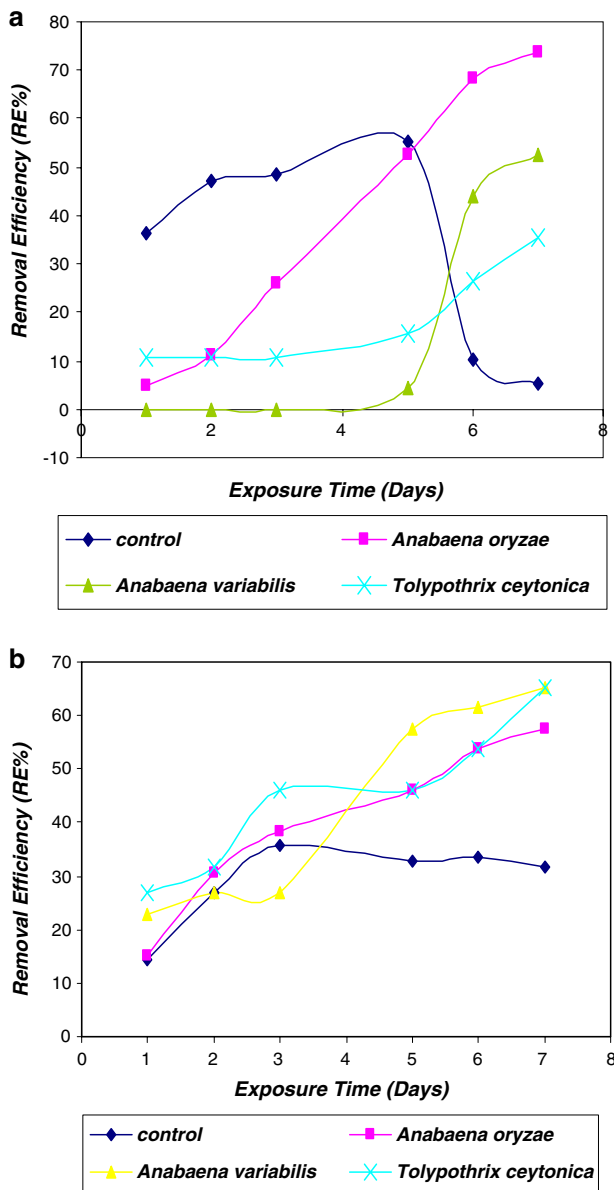 a
Removal Efficiency (RE%)
80
70
60
50
40
30
20
10
0
-10
0
2
4
6
8
Exposure Time (Days)
control
Anabaena oryzae
Anabaena variabilis
Tolypothrix ceytonica
b
Removal Efficiency (RE%)
70
60
50
40
30
20
10
0
0
1
2
3
4
5
6
7
8
Exposure Time (Days)
control
Anabaena oryzae
Anabaena variabilis
Tolypothrix ceytonica